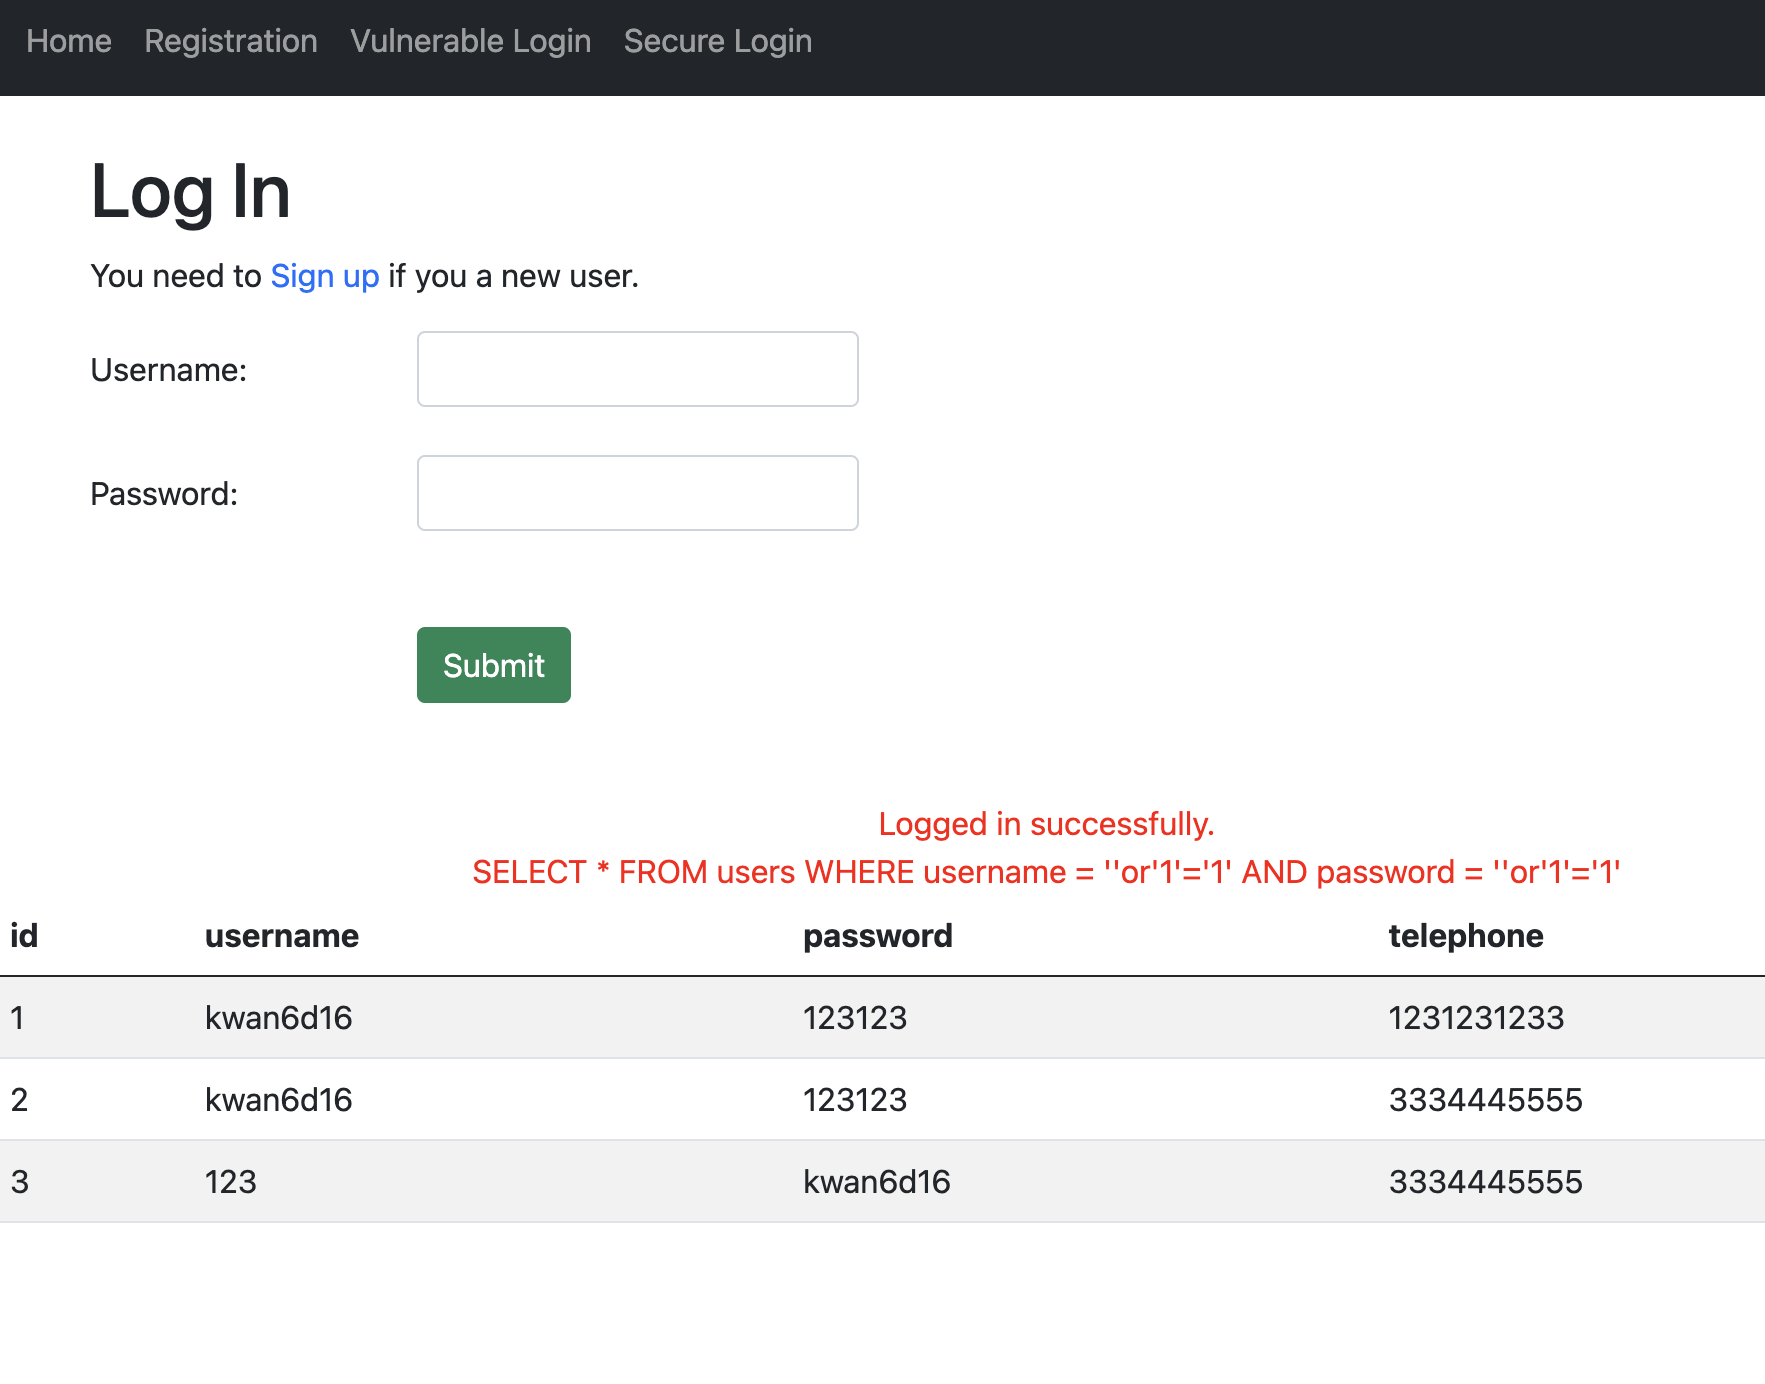 Home Registration Vulnerable Login Secure Login
Log In
You need to Sign up if you a new user.
Username:
Password:
Submit
Logged in successfully.
SELECT * FROM users WHERE username = ''or'1'='1' AND password = ''or'1'='1'
id username password telephone
1 kwan6d16 123123 1231231233
2 kwan6d16 123123 3334445555
3 123 kwan6d16 3334445555